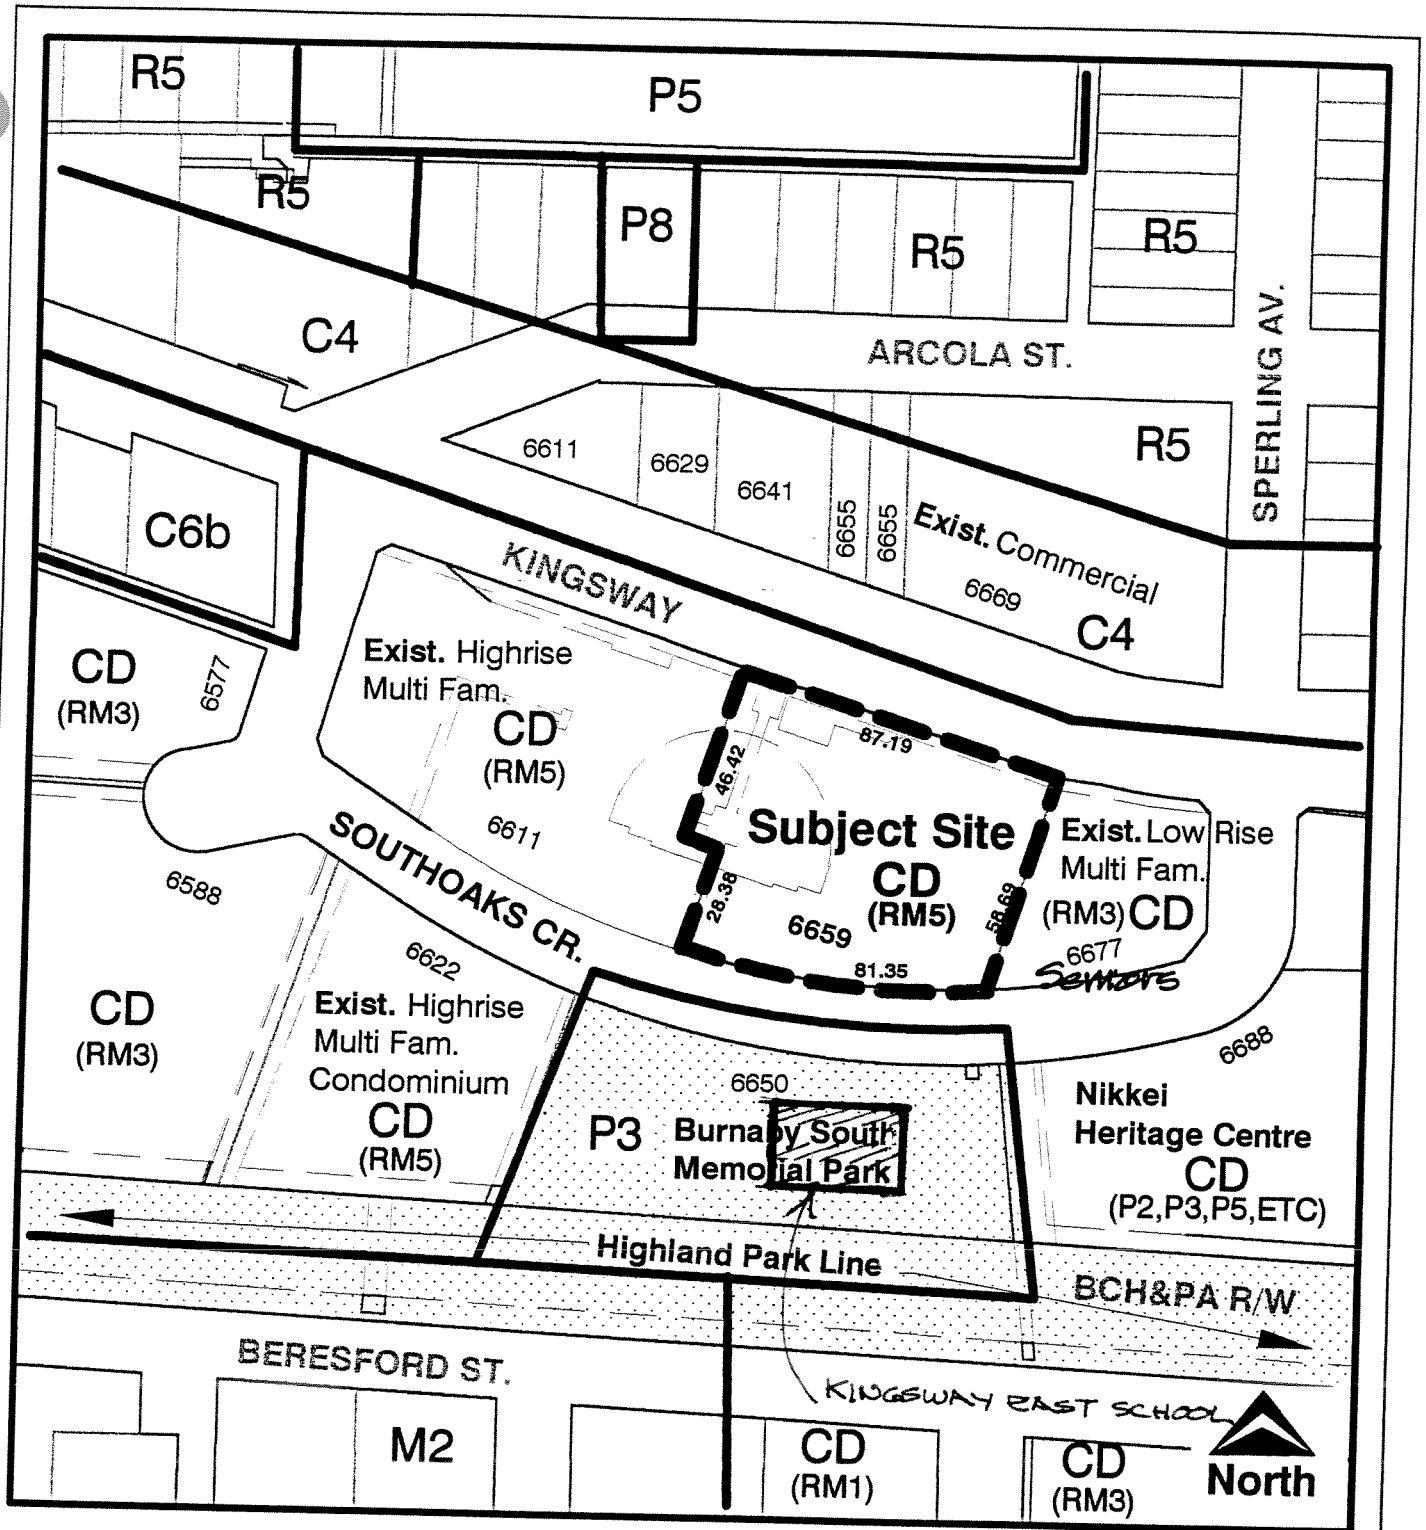 R5
P5
R5
P8
R5
R5
C4
ARCOLA ST.
SPERLING AV.
R5
6611
6629
6641
6655
6655
Exist. Commercial
6669
C4
C6b
KINGSWAY
CD
(RM3)
6577
Exist. Highrise
Multi Fam.
CD
(RM5)
6611
87.19
46.42
Subject Site
CD
(RM5)
6659
28.38
58.69
81.35
Exist. Low Rise
Multi Fam.
(RM3) CD
6677
Seniors
SOUTHOAKS CR.
6588
6622
Exist. Highrise
Multi Fam.
Condominium
CD
(RM5)
CD
(RM3)
6688
6650
P3
Burnaby South
Memorial Park
Nikkei
Heritage Centre
CD
(P2,P3,P5,ETC)
Highland Park Line
BCH&PA R/W
BERESFORD ST.
KINGSWAY EAST SCHOOL
M2
CD
(RM1)
CD
(RM3)
North